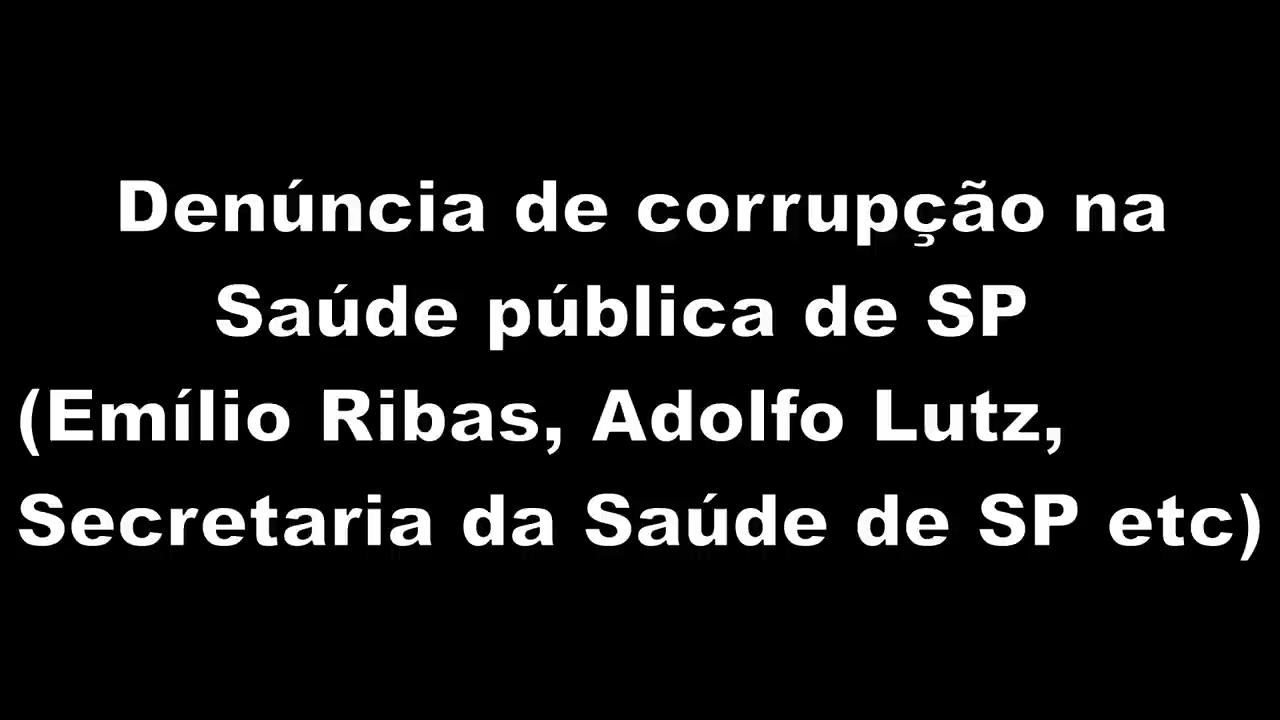 Denúncia de corrupção na
Saúde pública de SP
(Emílio Ribas, Adolfo Lutz,
Secretaria da Saúde de SP etc)